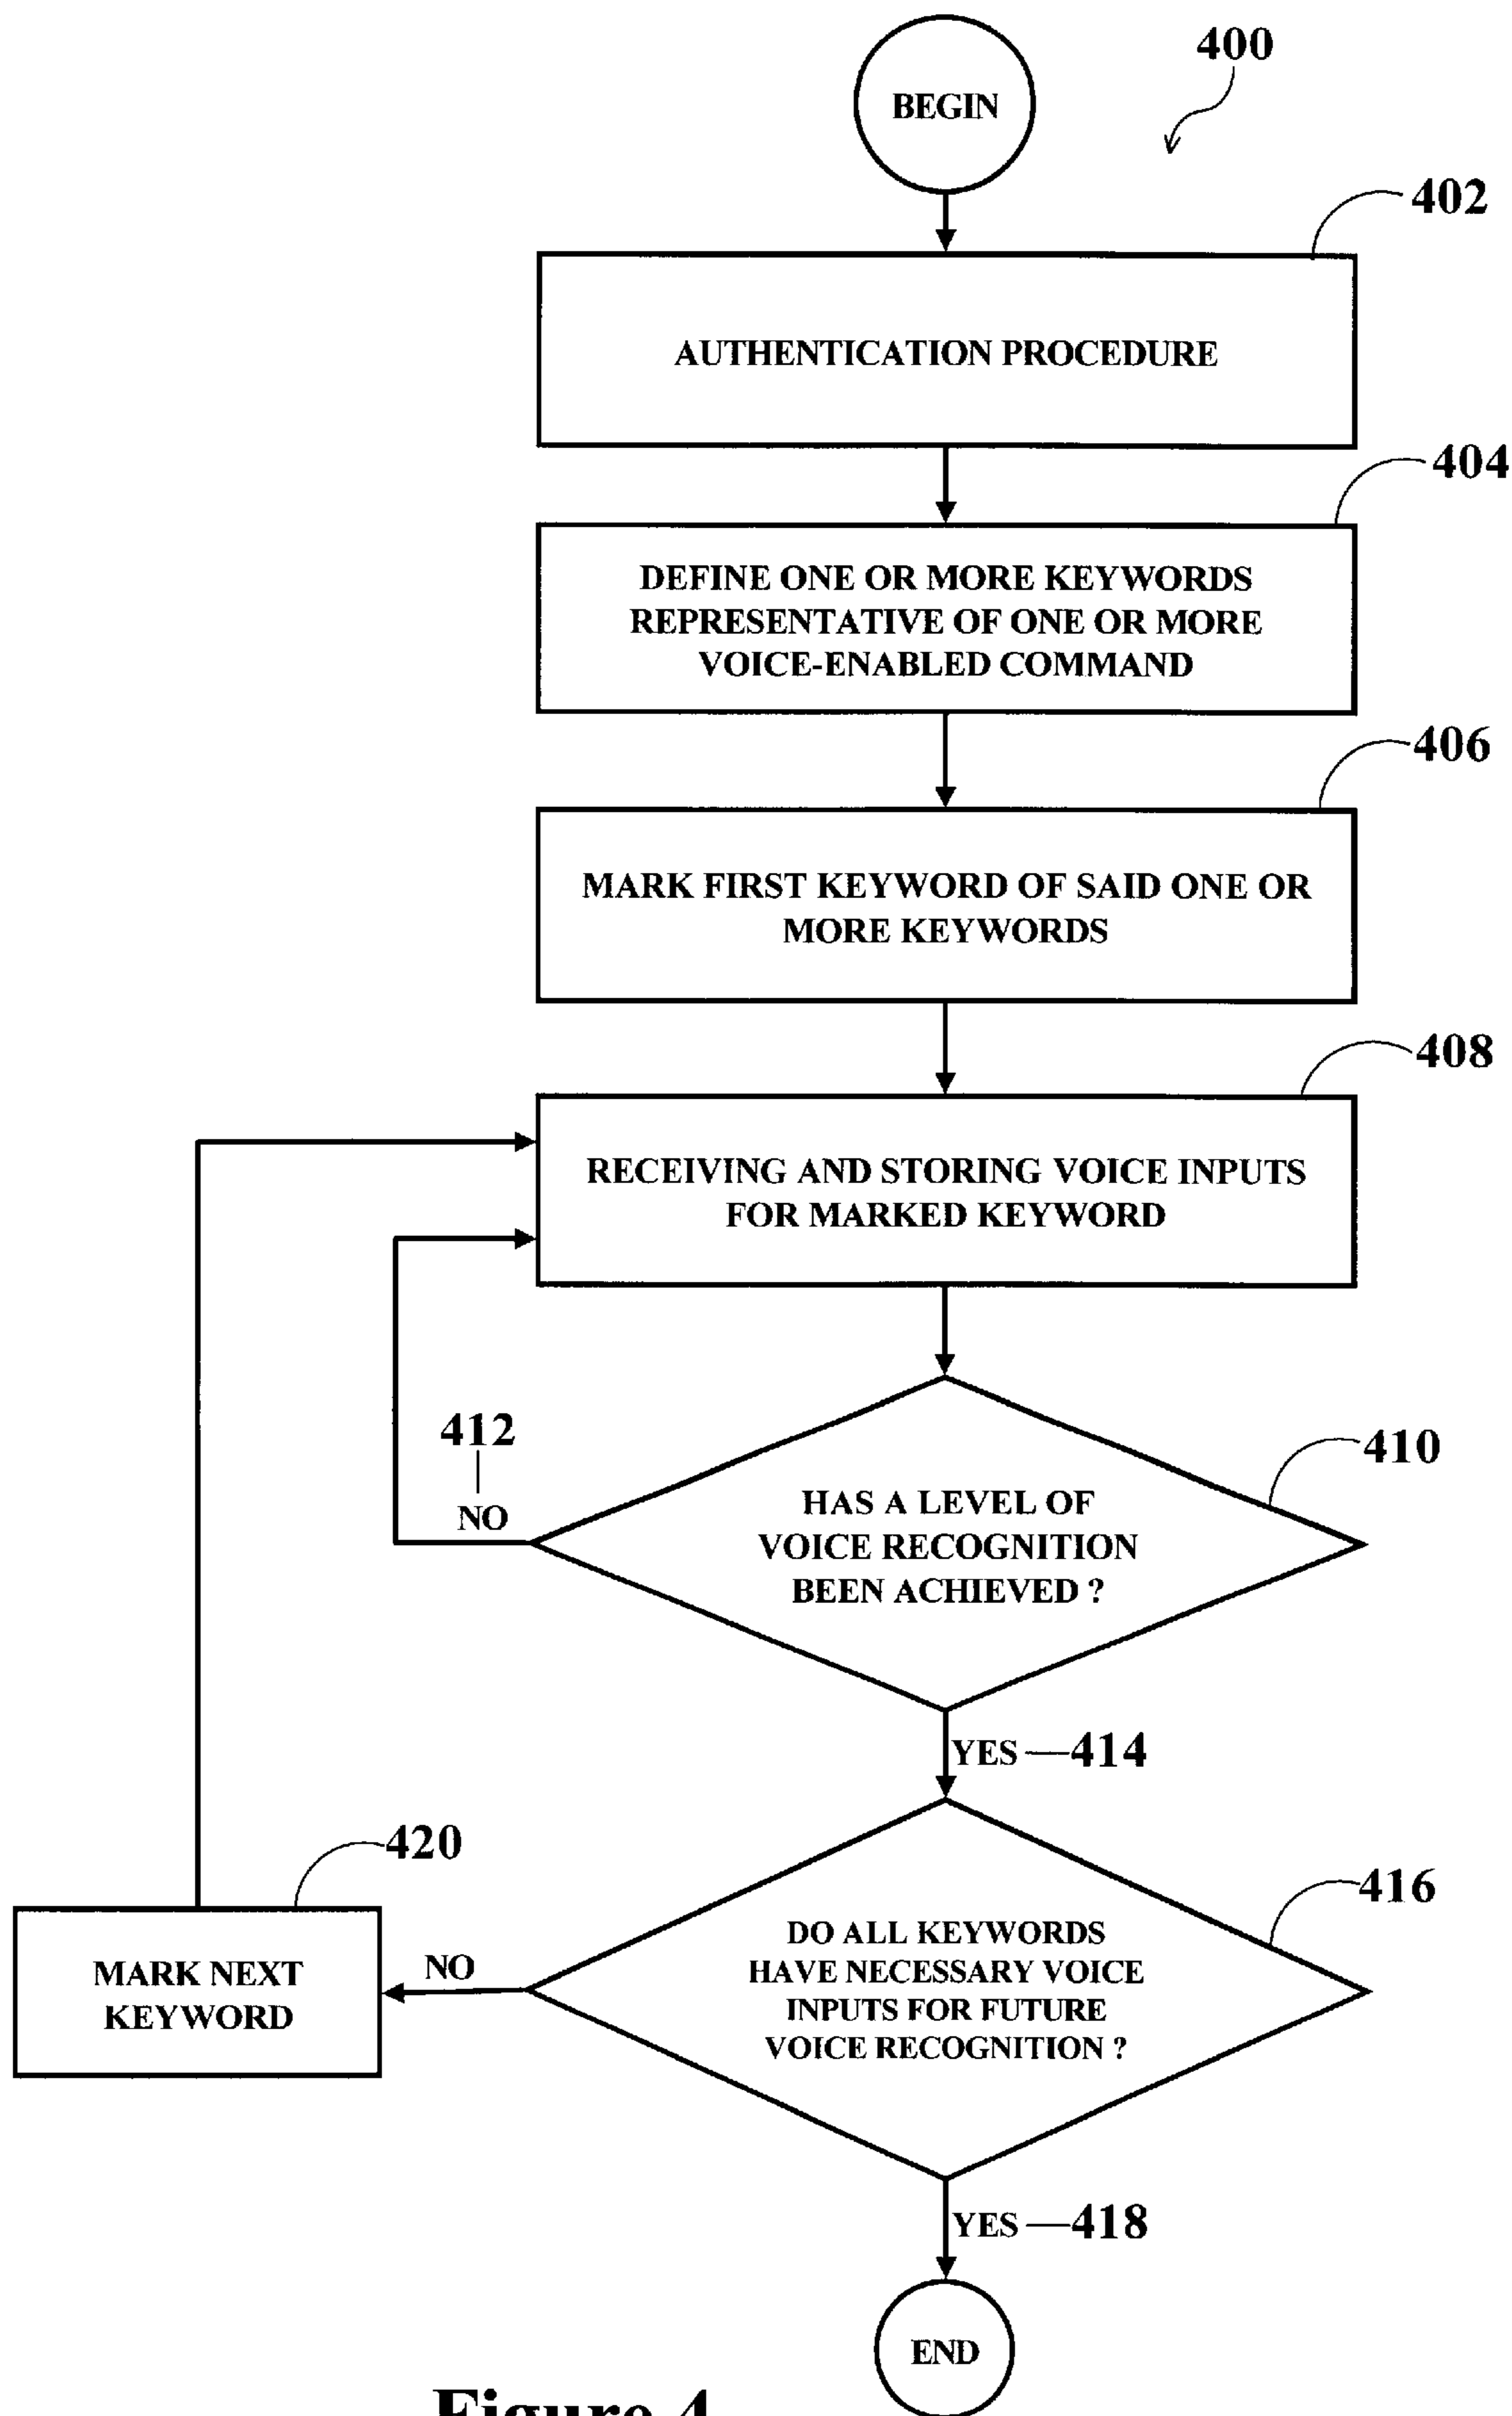 400
BEGIN
402
AUTHENTICATION PROCEDURE
404
DEFINE ONE OR MORE KEYWORDS
REPRESENTATIVE OF ONE OR MORE
VOICE-ENABLED COMMAND
406
MARK FIRST KEYWORD OF SAID ONE OR
MORE KEYWORDS
408
RECEIVING AND STORING VOICE INPUTS
FOR MARKED KEYWORD
412
NO
410
HAS A LEVEL OF
VOICE RECOGNITION
BEEN ACHIEVED ?
YES
414
420
MARK NEXT
KEYWORD
NO
416
DO ALL KEYWORDS
HAVE NECESSARY VOICE
INPUTS FOR FUTURE
VOICE RECOGNITION ?
YES
418
END
Figure 4